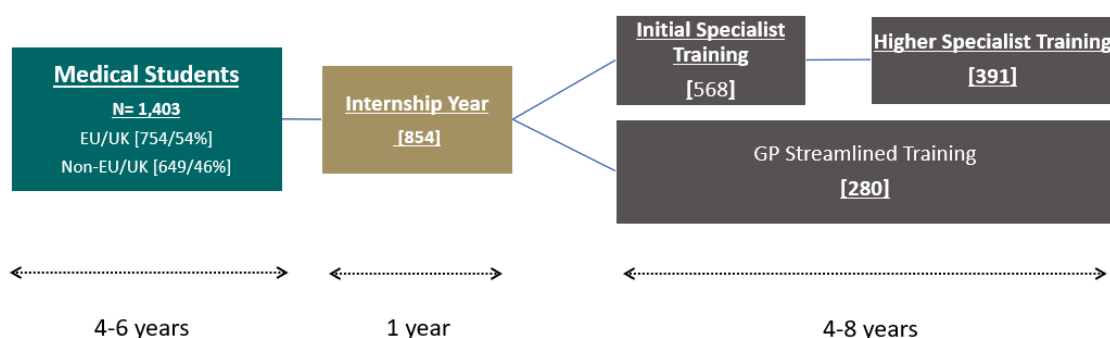 Medical Students
N= 1,403
EU/UK [754/54%]
Non-EU/UK [649/46%]
Internship Year
[854]
Initial Specialist
Training
[568]
Higher Specialist Training
[391]
GP Streamlined Training
[280]
4-6 years
1 year
4-8 years